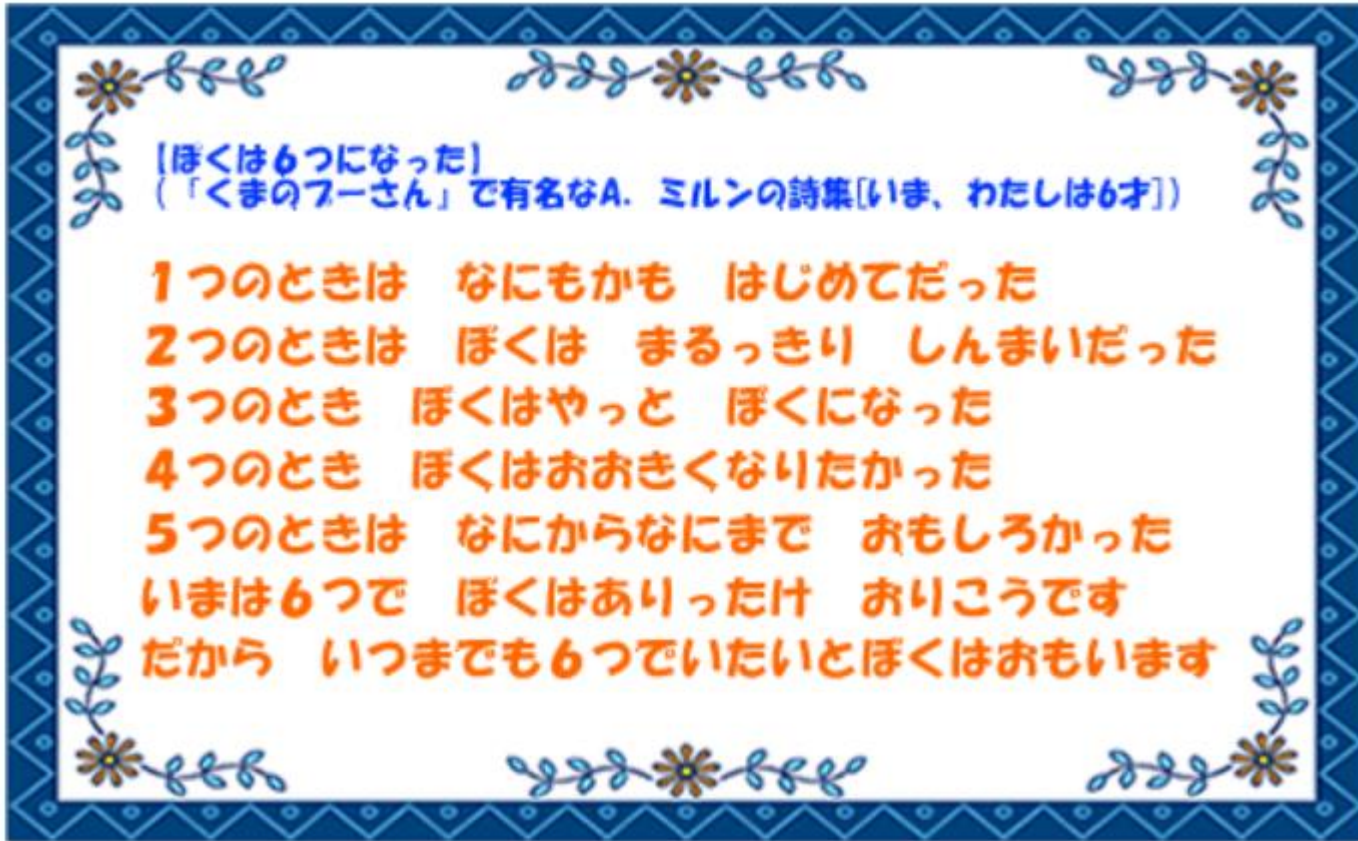 【ぼくは6つになった】
(「くまのプーさん」で有名なA. ミルンの詩集[いま、わたしは6才])
1つのときは なにもかも はじめてだった
2つのときは ぼくは まるっきり しんまいだった
3つのとき ぼくはやっと ぼくになった
4つのとき ぼくはおおきくなりたかった
5つのときは なにからなにまで おもしろかった
いまは6つで ぼくはありったけ おりこうです
だから いつまでも6つでいたいとぼくはおもいます